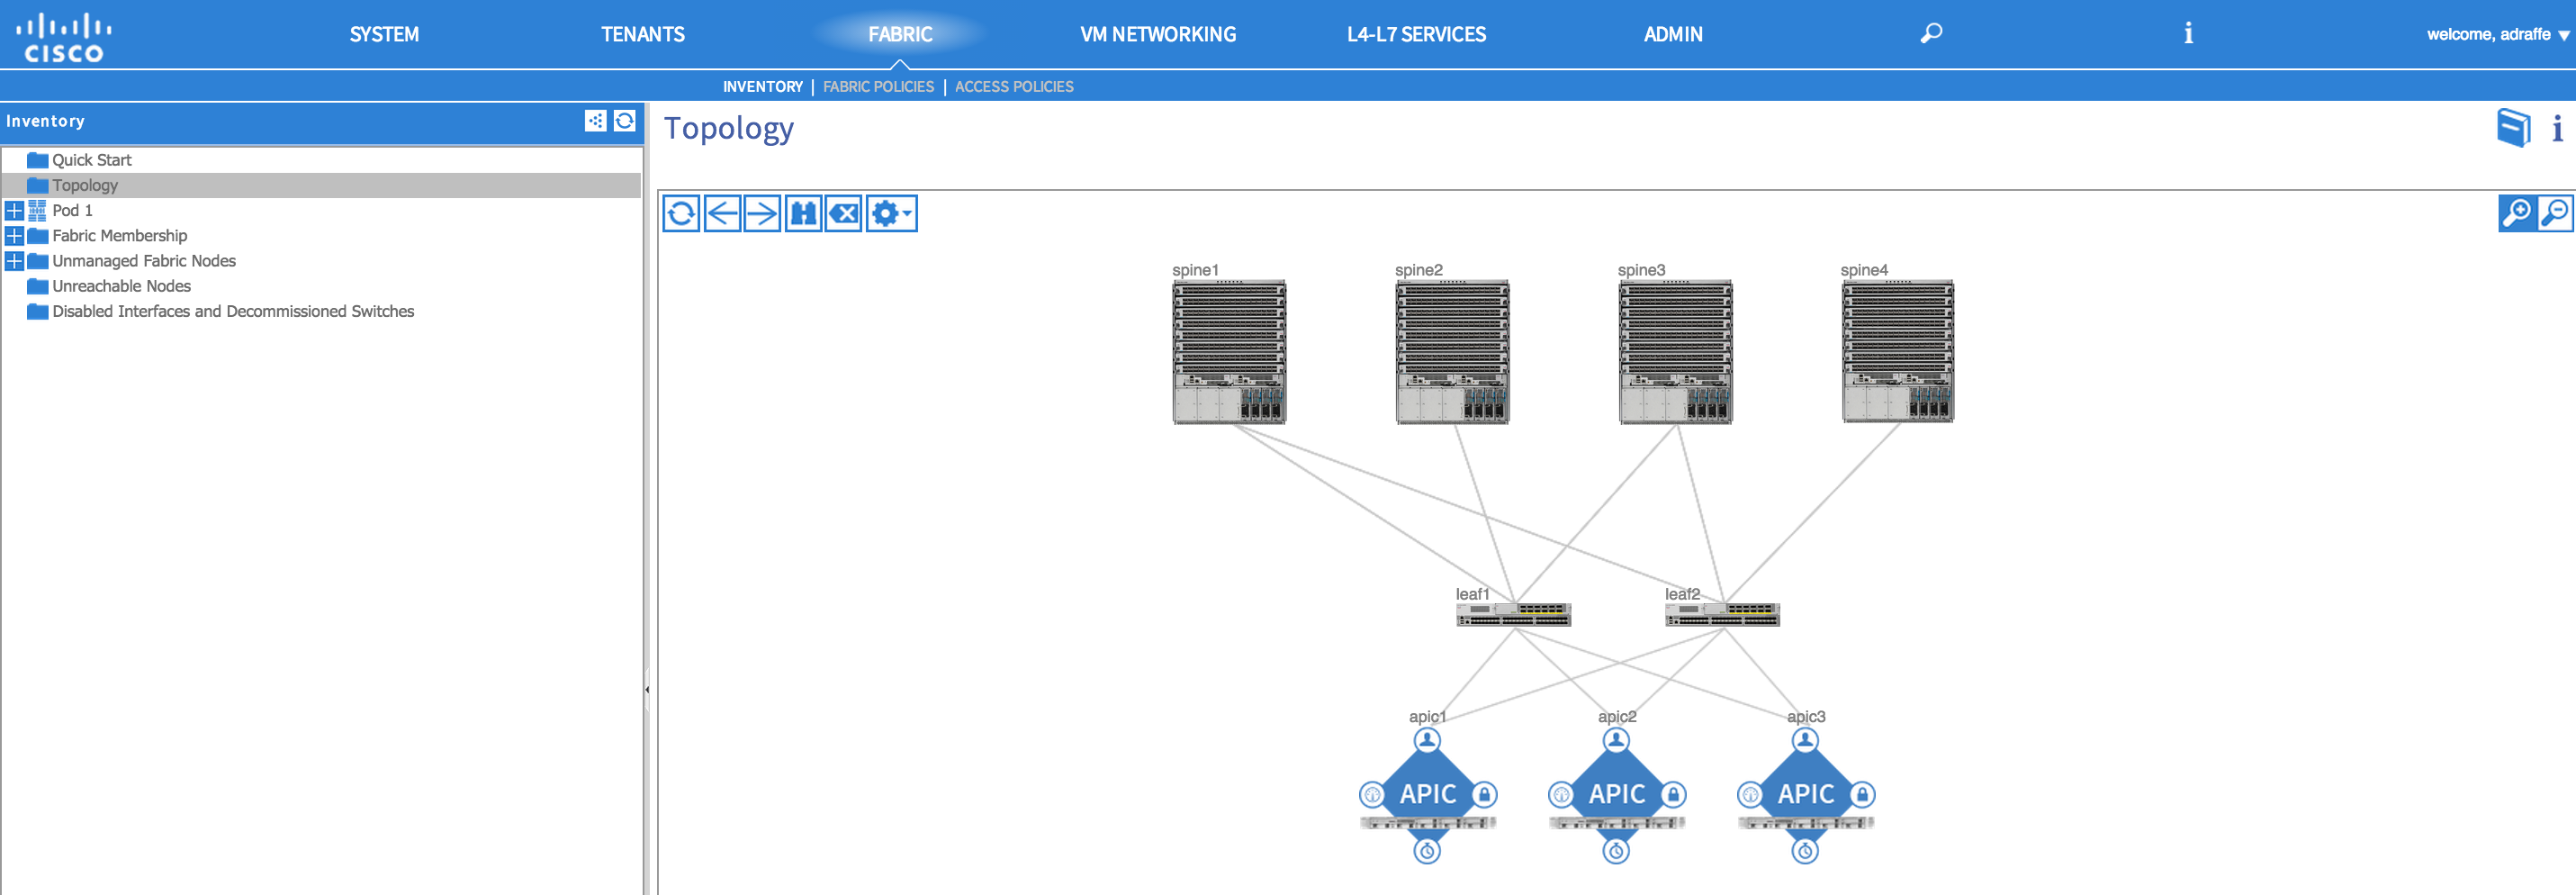 CISCO
SYSTEM TENANTS FABRIC VM NETWORKING L4-L7 SERVICES ADMIN i welcome, adraffe
INVENTORY | FABRIC POLICIES | ACCESS POLICIES
Inventory
Quick Start
Topology
Pod 1
Fabric Membership
Unmanaged Fabric Nodes
Unreachable Nodes
Disabled Interfaces and Decommissioned Switches
Topology
i
spine1 spine2 spine3 spine4
leaf1 leaf2
apic1 apic2 apic3
APIC APIC APIC